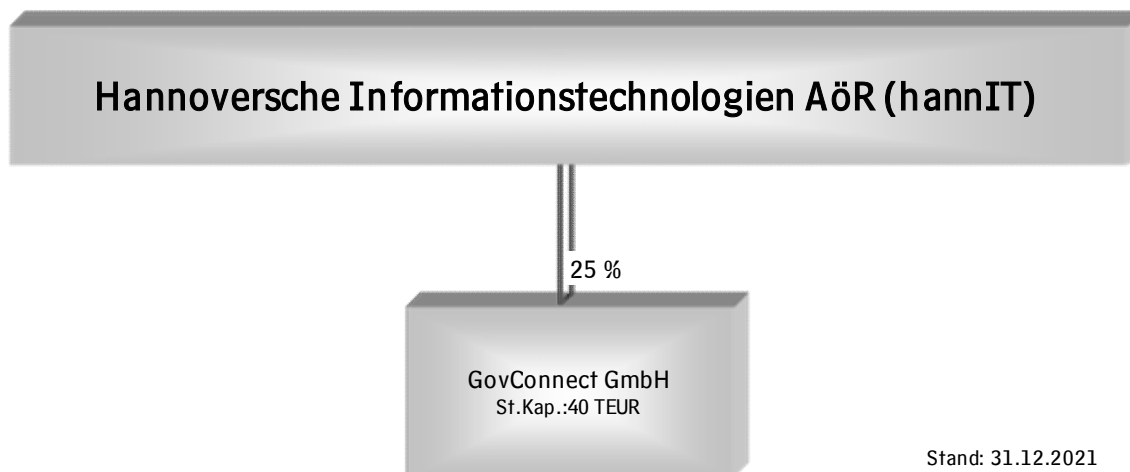 Hannoversche Informationstechnologien AöR (hannIT)
25 %
GovConnect GmbH
St.Kap.:40 TEUR
Stand: 31.12.2021